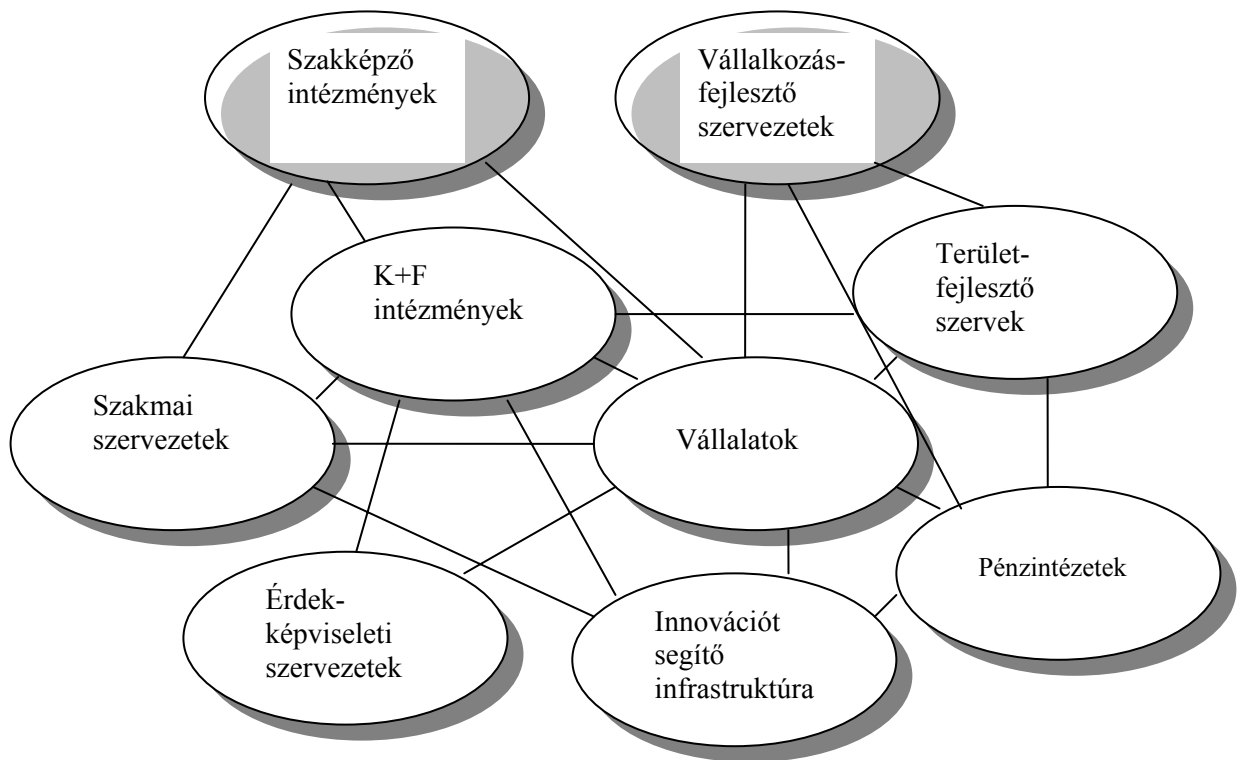 Szakképző
intézmények
Vállalkozás-
fejlesztő
szervezetek
K+F
intézmények
Terület-
fejlesztő
szervek
Szakmai
szervezetek
Vállalatok
Pénzintézetek
Érdek-
képviseleti
szervezetek
Innovációt
segítő
infrastruktúra